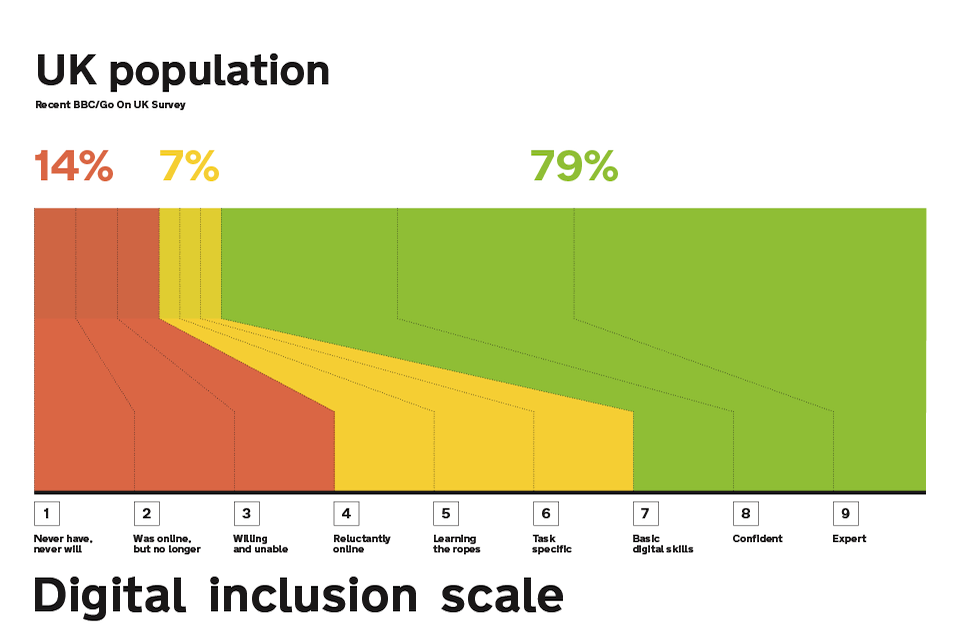 UK population
Recent BBC/Go On UK Survey
14% 7% 79%
1 2 3 4 5 6 7 8 9
Never have, Was online, Willing Reluctantly Learning Task Basic Confident Expert
never will but no longer and unable online the ropes specific digital skills
Digital inclusion scale